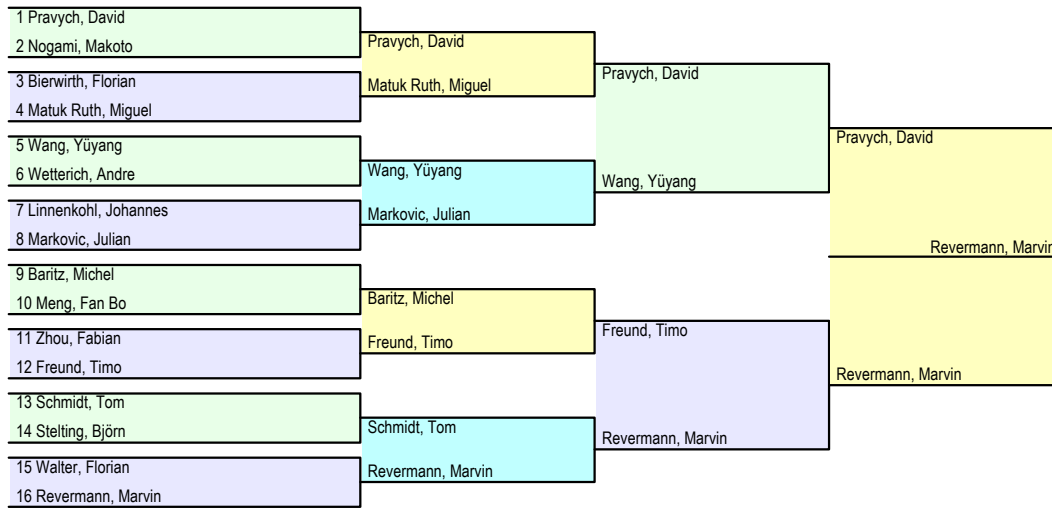 1 Pravych, David
2 Nogami, Makoto
3 Bierwirth, Florian
4 Matuk Ruth, Miguel
5 Wang, Yüyang
6 Wetterich, Andre
7 Linnenkohl, Johannes
8 Markovic, Julian
9 Baritz, Michel
10 Meng, Fan Bo
11 Zhou, Fabian
12 Freund, Timo
13 Schmidt, Tom
14 Stelting, Björn
15 Walter, Florian
16 Revermann, Marvin
Pravych, David
Matuk Ruth, Miguel
Wang, Yüyang
Markovic, Julian
Baritz, Michel
Freund, Timo
Schmidt, Tom
Revermann, Marvin
Pravych, David
Wang, Yüyang
Freund, Timo
Revermann, Marvin
Pravych, David
Revermann, Marvin
Revermann, Marvin